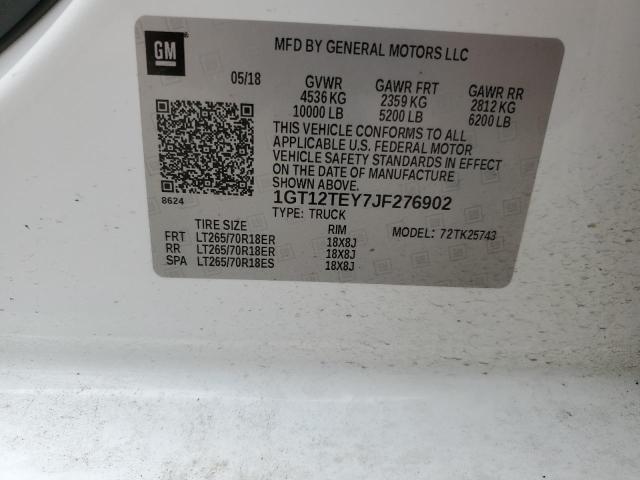 GM
MFD BY GENERAL MOTORS LLC
05/18 GVWR GAWR FRT GAWR RR
4536 KG 2359 KG 2812 KG
10000 LB 5200 LB 6200 LB
THIS VEHICLE CONFORMS TO ALL
APPLICABLE U.S. FEDERAL MOTOR
VEHICLE SAFETY STANDARDS IN EFFECT
ON THE DATE OF MANUFACTURE
SHOWN ABOVE.
8624 1GT12TEY7JF276902
TYPE: TRUCK
TIRE SIZE RIM MODEL: 72TK25743
FRT LT265/70R18ER 18X8J
RR LT265/70R18ER 18X8J
SPA LT265/70R18ES 18X8J